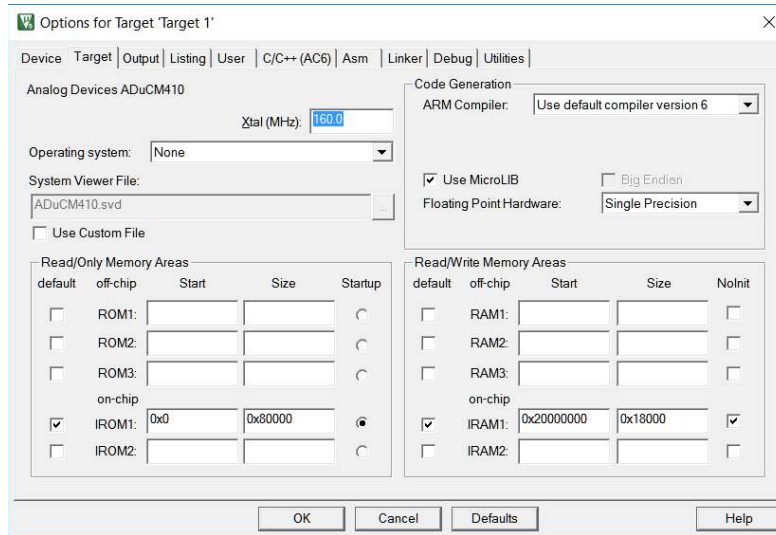 Options for Target 'Target 1'
Device Target Output Listing User C/C++ (AC6) Asm Linker Debug Utilities
Analog Devices ADuCM410
Xtal (MHz): 160.0
Operating system: None
System Viewer File:
ADuCM410.svd ...
Use Custom File
Code Generation
ARM Compiler: Use default compiler version 6
Use MicroLIB Big Endian
Floating Point Hardware: Single Precision
Read/Only Memory Areas
default off-chip Start Size Startup
ROM1:
ROM2:
ROM3:
on-chip
IROM1: 0x0 0x80000
IROM2:
Read/Write Memory Areas
default off-chip Start Size NoInit
RAM1:
RAM2:
RAM3:
on-chip
IRAM1: 0x20000000 0x18000
IRAM2:
OK Cancel Defaults Help